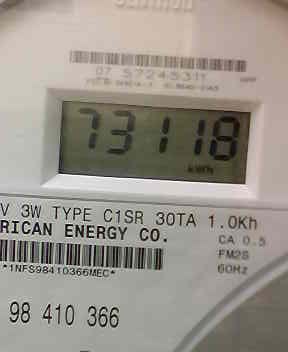 07 57245311
73118
kWh
V 3W TYPE C1SR 30TA 1.0Kh
RICAN ENERGY CO.
CA 0.5
FM2S
60Hz
*1NFS98410366MEC*
98 410 366